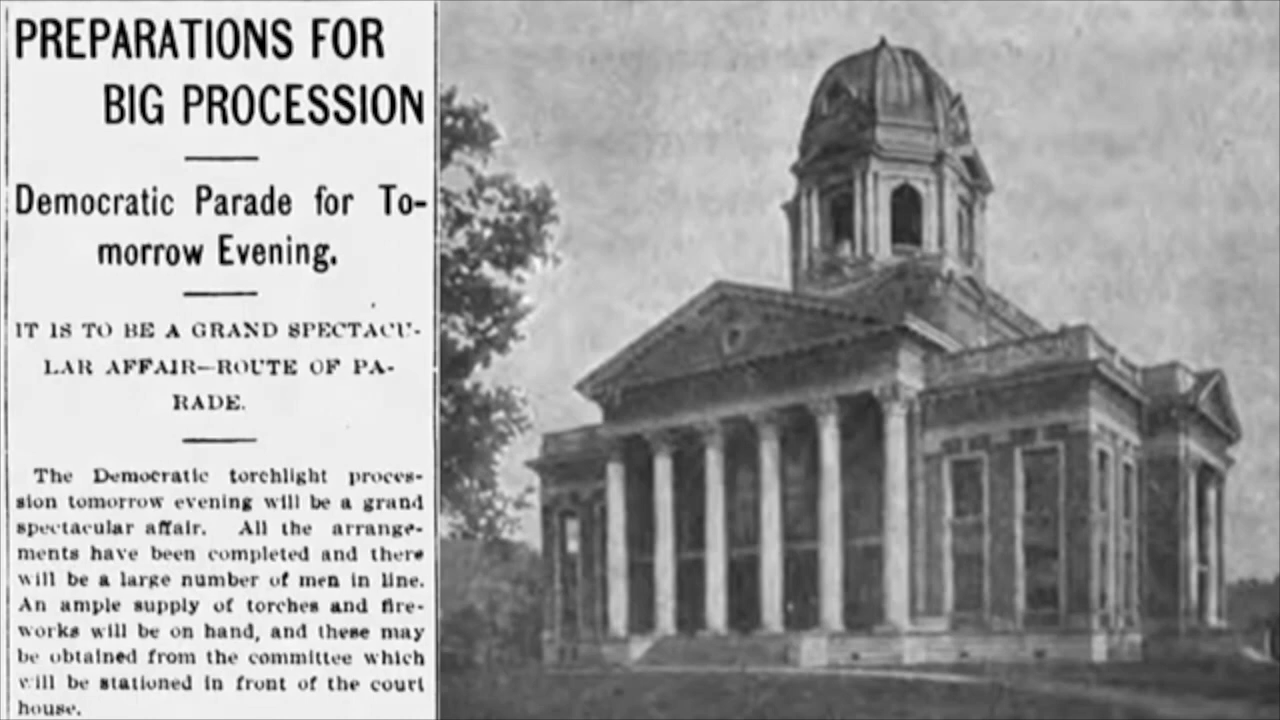 PREPARATIONS FOR
BIG PROCESSION
Democratic Parade for To-
morrow Evening.
IT IS TO BE A GRAND SPECTACU-
LAR AFFAIR—ROUTE OF PA-
RADE.
The Democratic torchlight proces-
sion tomorrow evening will be a grand
spectacular affair. All the arrange-
ments have been completed and there
will be a large number of men in line.
An ample supply of torches and fire-
works will be on hand, and these may
be obtained from the committee which
will be stationed in front of the court
house.